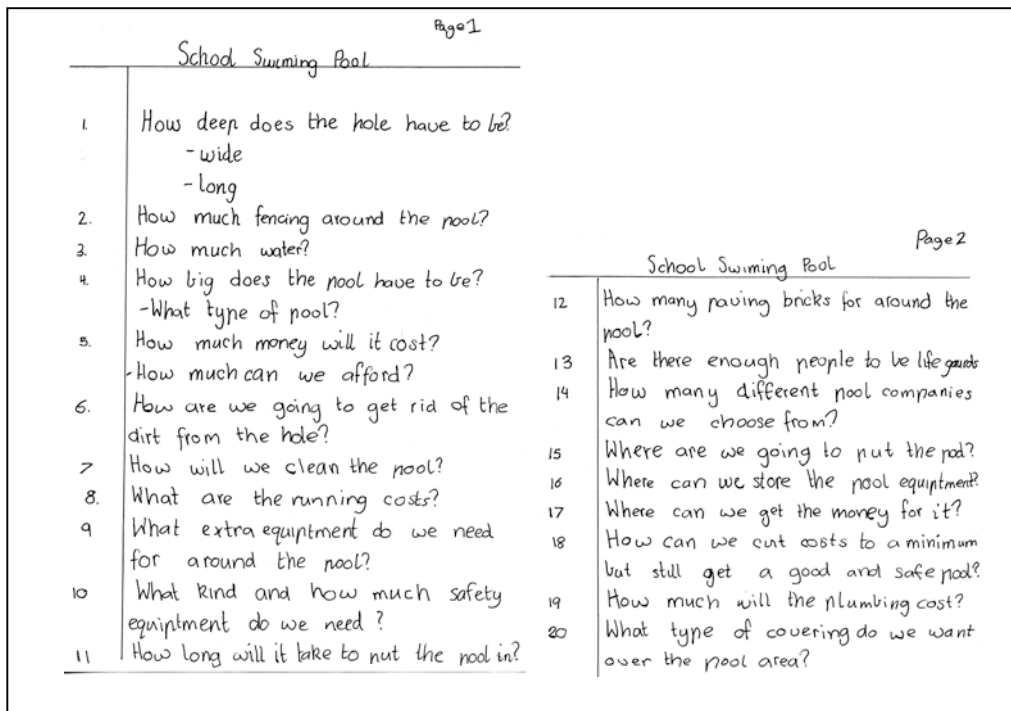 Page 1
School Swiming Pool
1. How deep does the hole have to be?
- wide
- long
2. How much fencing around the pool?
3. How much water?
4. How big does the pool have to be?
- What type of pool?
5. How much money will it cost?
- How much can we afford?
6. How are we going to get rid of the
dirt from the hole?
7 How will we clean the pool?
8. What are the running costs?
9 What extra equiptment do we need
for around the pool?
10 What kind and how much safety
equiptment do we need?
11 How long will it take to put the pool in?
Page 2
School Swiming Pool
12 How many paving bricks for around the
pool?
13 Are there enough people to be life gaurds
14 How many different pool companies
can we choose from?
15 Where are we going to put the pool?
16 Where can we store the pool equiptment?
17 Where can we get the money for it?
18 How can we cut costs to a minimum
but still get a good and safe pool?
19 How much will the plumbing cost?
20 What type of covering do we want
over the pool area?